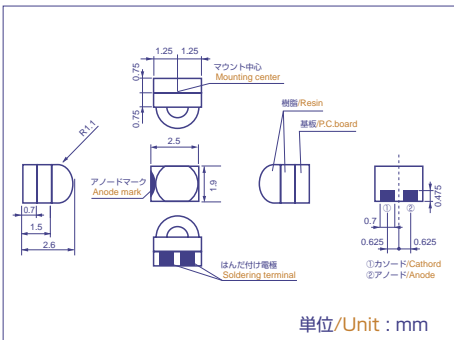 1.25 1.25
0.75
0.75
マウント中心
Mounting center
樹脂/Resin
基板/P.C.board
R1.1
2.5
アノードマーク
Anode mark
1.9
0.7
1.5
2.6
0.475
① ②
0.7
0.625 0.625
①カソード/Cathord
②アノード/Anode
はんだ付け電極
Soldering terminal
単位/Unit : mm